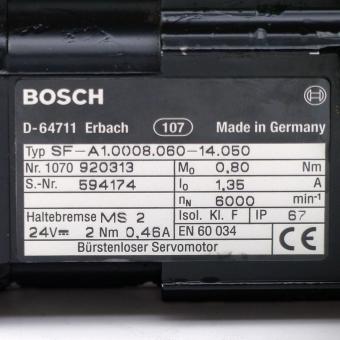 BOSCH
D-64711 Erbach 107 Made in Germany
Typ SF-A1.0008.060-14.050
Nr. 1070 920313 M0 0,80 Nm
S.-Nr. 594174 I0 1,35 A
nN 6000 min-1
Haltebremse MS 2 Isol. Kl. F IP 67
24V⎓ 2 Nm 0,46A EN 60 034 CE
Bürstenloser Servomotor